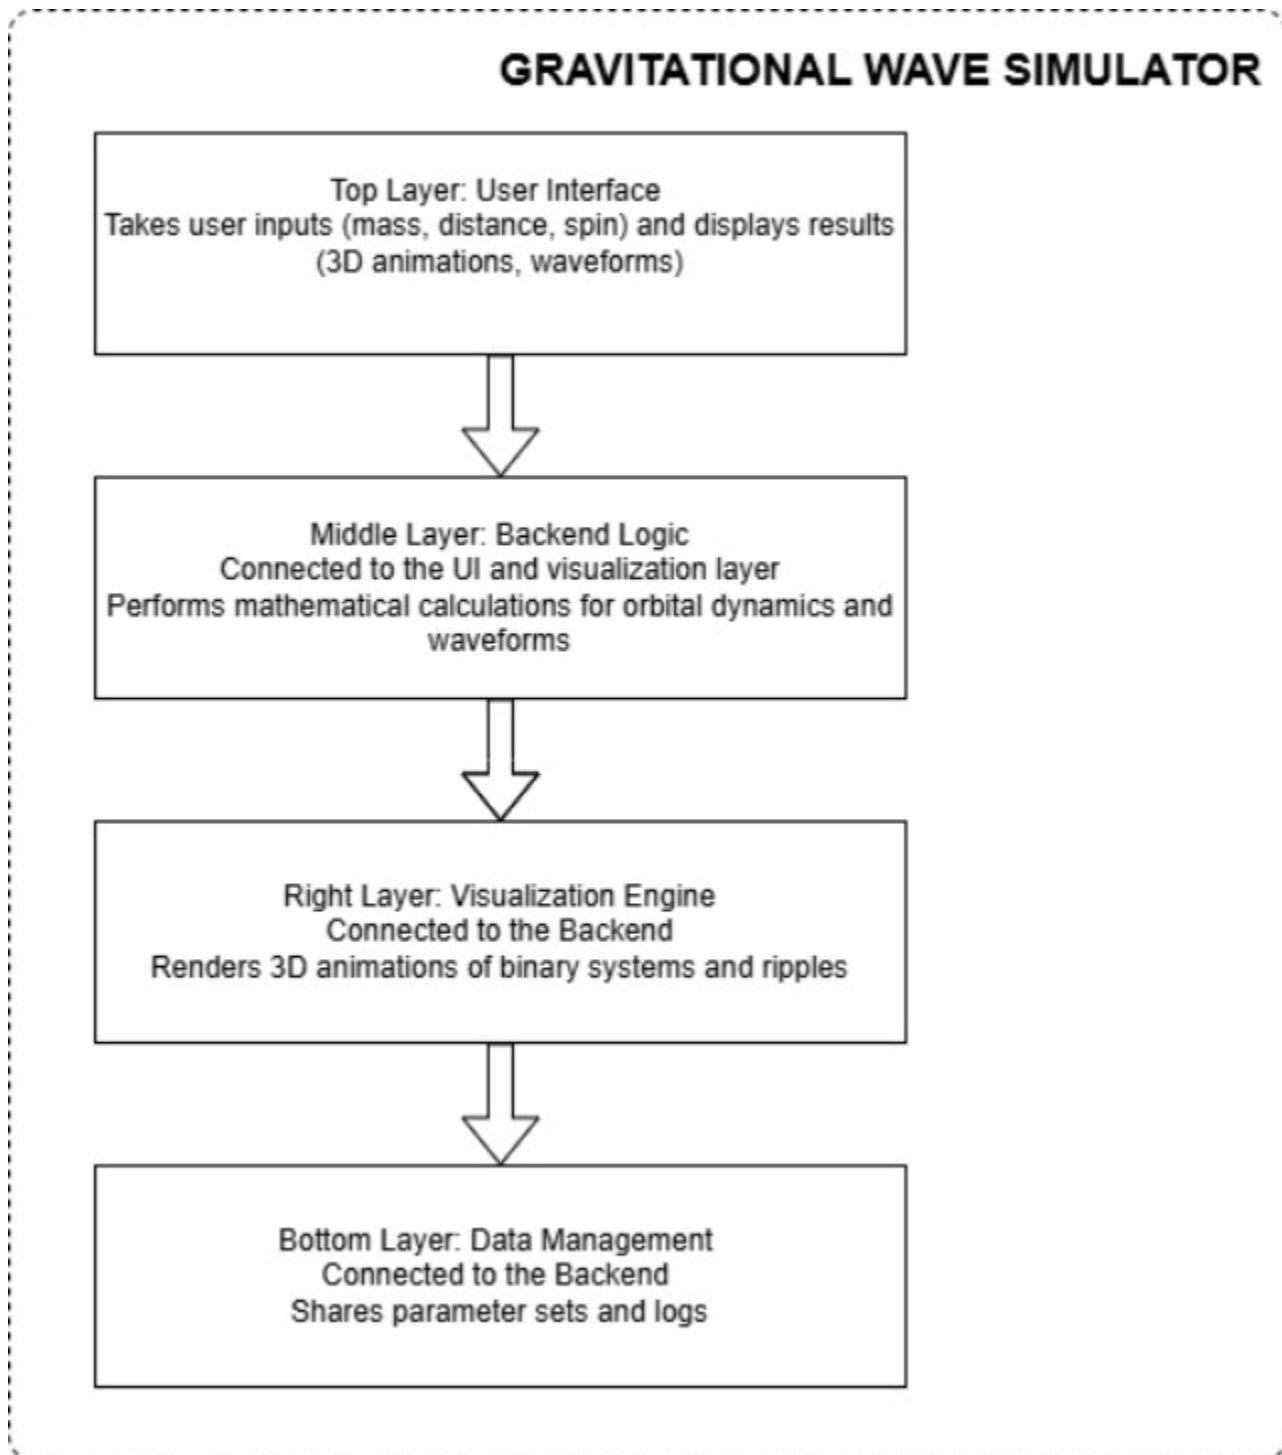 GRAVITATIONAL WAVE SIMULATOR
Top Layer: User Interface
Takes user inputs (mass, distance, spin) and displays results
(3D animations, waveforms)
Middle Layer: Backend Logic
Connected to the UI and visualization layer
Performs mathematical calculations for orbital dynamics and
waveforms
Right Layer: Visualization Engine
Connected to the Backend
Renders 3D animations of binary systems and ripples
Bottom Layer: Data Management
Connected to the Backend
Shares parameter sets and logs